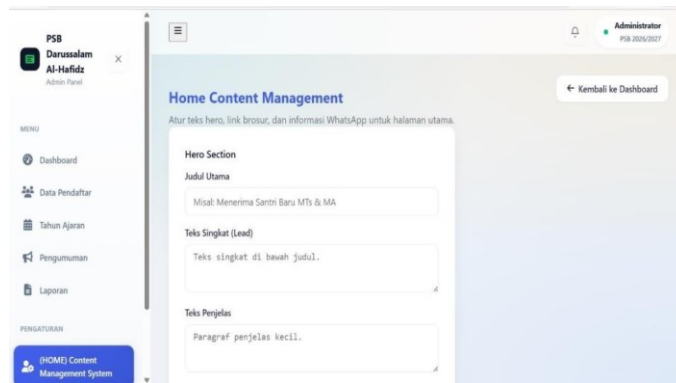 PSB
Darussalam
Al-Hafidz
Admin Panel
X
MENU
Dashboard
Data Pendaftar
Tahun Ajaran
Pengumuman
Laporan
PENGATURAN
(HOME) Content
Management System
Administrator
PSB 2026/2027
← Kembali ke Dashboard
Home Content Management
Atur teks hero, link brosur, dan informasi WhatsApp untuk halaman utama.
Hero Section
Judul Utama
Misal: Menerima Santri Baru MTs & MA
Teks Singkat (Lead)
Teks singkat di bawah judul.
Teks Penjelas
Paragraf penjelas kecil.